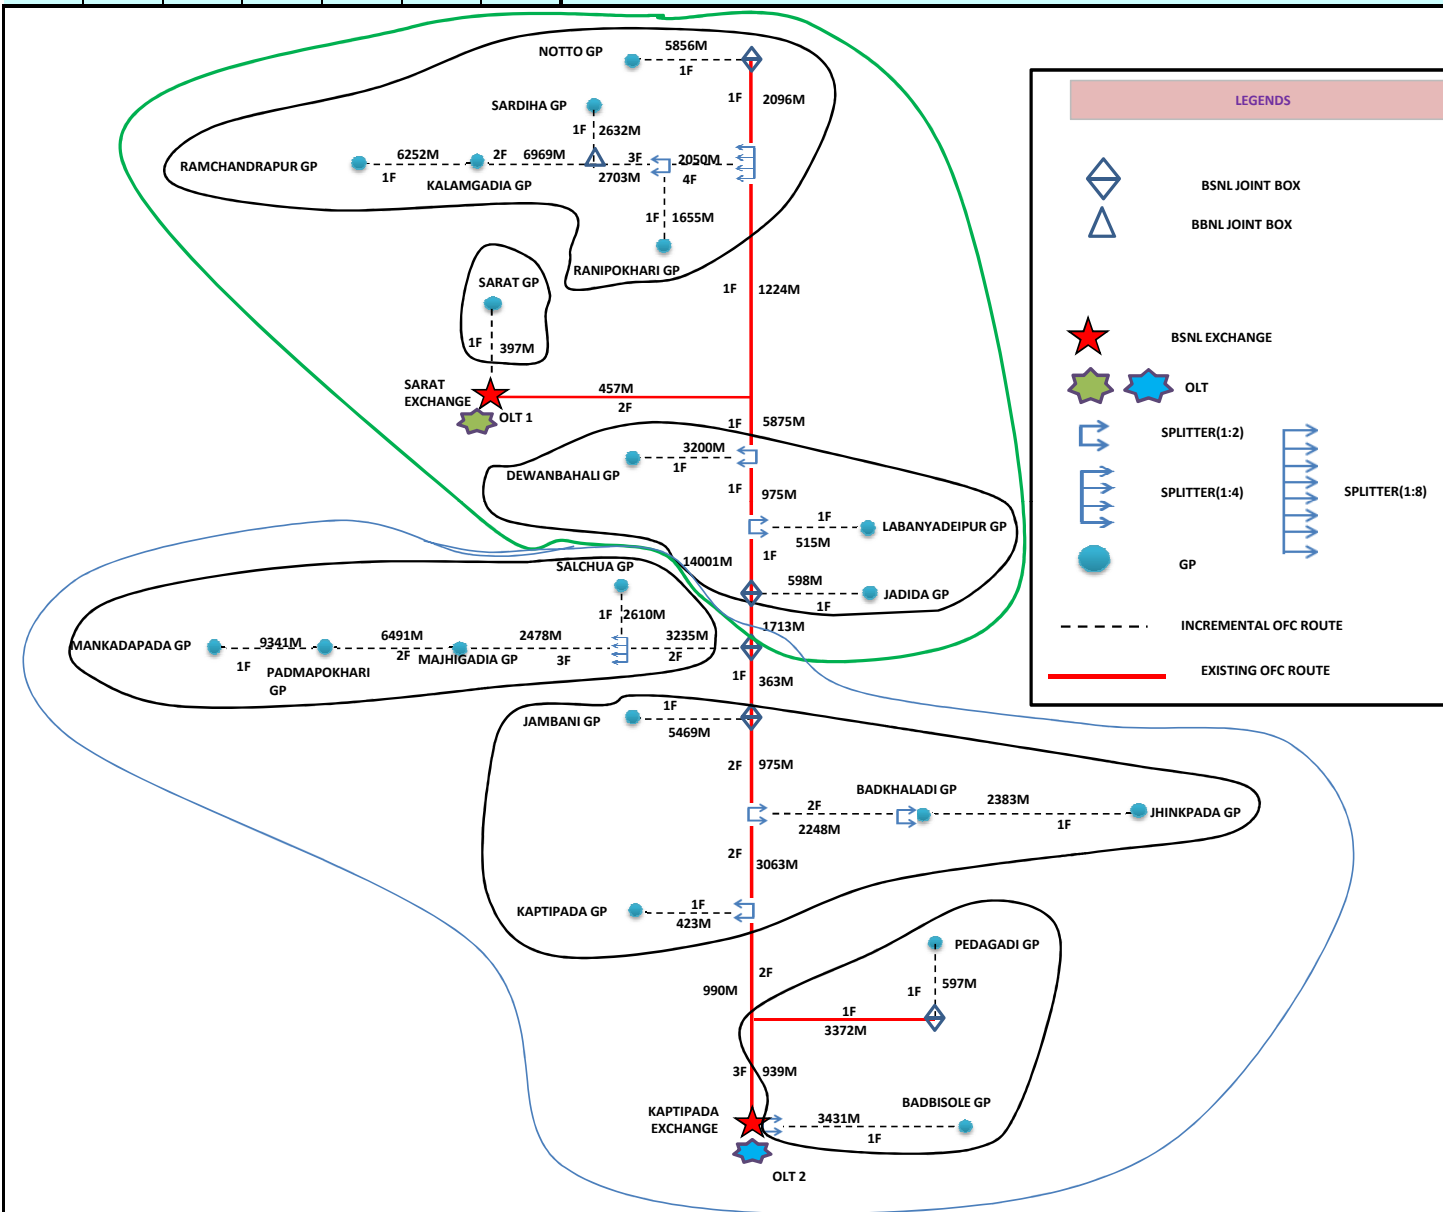 NOTTO GP
5856M
1F
1F
2096M
SARDIHA GP
1F
2632M
RAMCHANDRAPUR GP
6252M
1F
2F
6969M
KALAMGADIA GP
3F
2703M
2050M
4F
1F
1655M
RANIPOKHARI GP
SARAT GP
1F
397M
1F
1224M
SARAT
EXCHANGE
OLT 1
457M
2F
1F
5875M
DEWANBAHALI GP
3200M
1F
1F
975M
1F
515M
LABANYADEIPUR GP
14001M
1F
598M
1F
JADIDA GP
1713M
SALCHUA GP
1F
2610M
MANKADAPADA GP
9341M
1F
PADMAPOKHARI
GP
6491M
2F
MAJHIGADIA GP
2478M
3F
3235M
2F
1F
363M
JAMBANI GP
1F
5469M
2F
975M
BADKHALADI GP
2F
2248M
2383M
1F
JHINKPADA GP
2F
3063M
KAPTIPADA GP
1F
423M
2F
990M
PEDAGADI GP
1F
597M
1F
3372M
3F
939M
KAPTIPADA
EXCHANGE
3431M
1F
BADBISOLE GP
OLT 2
LEGENDS
BSNL JOINT BOX
BBNL JOINT BOX
BSNL EXCHANGE
OLT
SPLITTER(1:2)
SPLITTER(1:4)
SPLITTER(1:8)
GP
INCREMENTAL OFC ROUTE
EXISTING OFC ROUTE